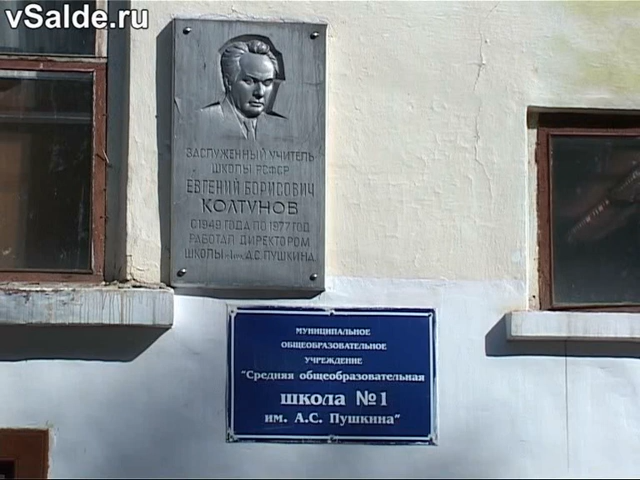 vSalde.ru
ЗАСЛУЖЕННЫЙ УЧИТЕЛЬ
ШКОЛЫ РСФСР
ЕВГЕНИЙ БОРИСОВИЧ
КОЛТУНОВ
С 1949 ГОДА ПО 1977 ГОД
РАБОТАЛ ДИРЕКТОРОМ
ШКОЛЫ №1 им. А.С. ПУШКИНА
МУНИЦИПАЛЬНОЕ
ОБЩЕОБРАЗОВАТЕЛЬНОЕ
УЧРЕЖДЕНИЕ
"Средняя общеобразовательная
школа №1
им. А.С. Пушкина"